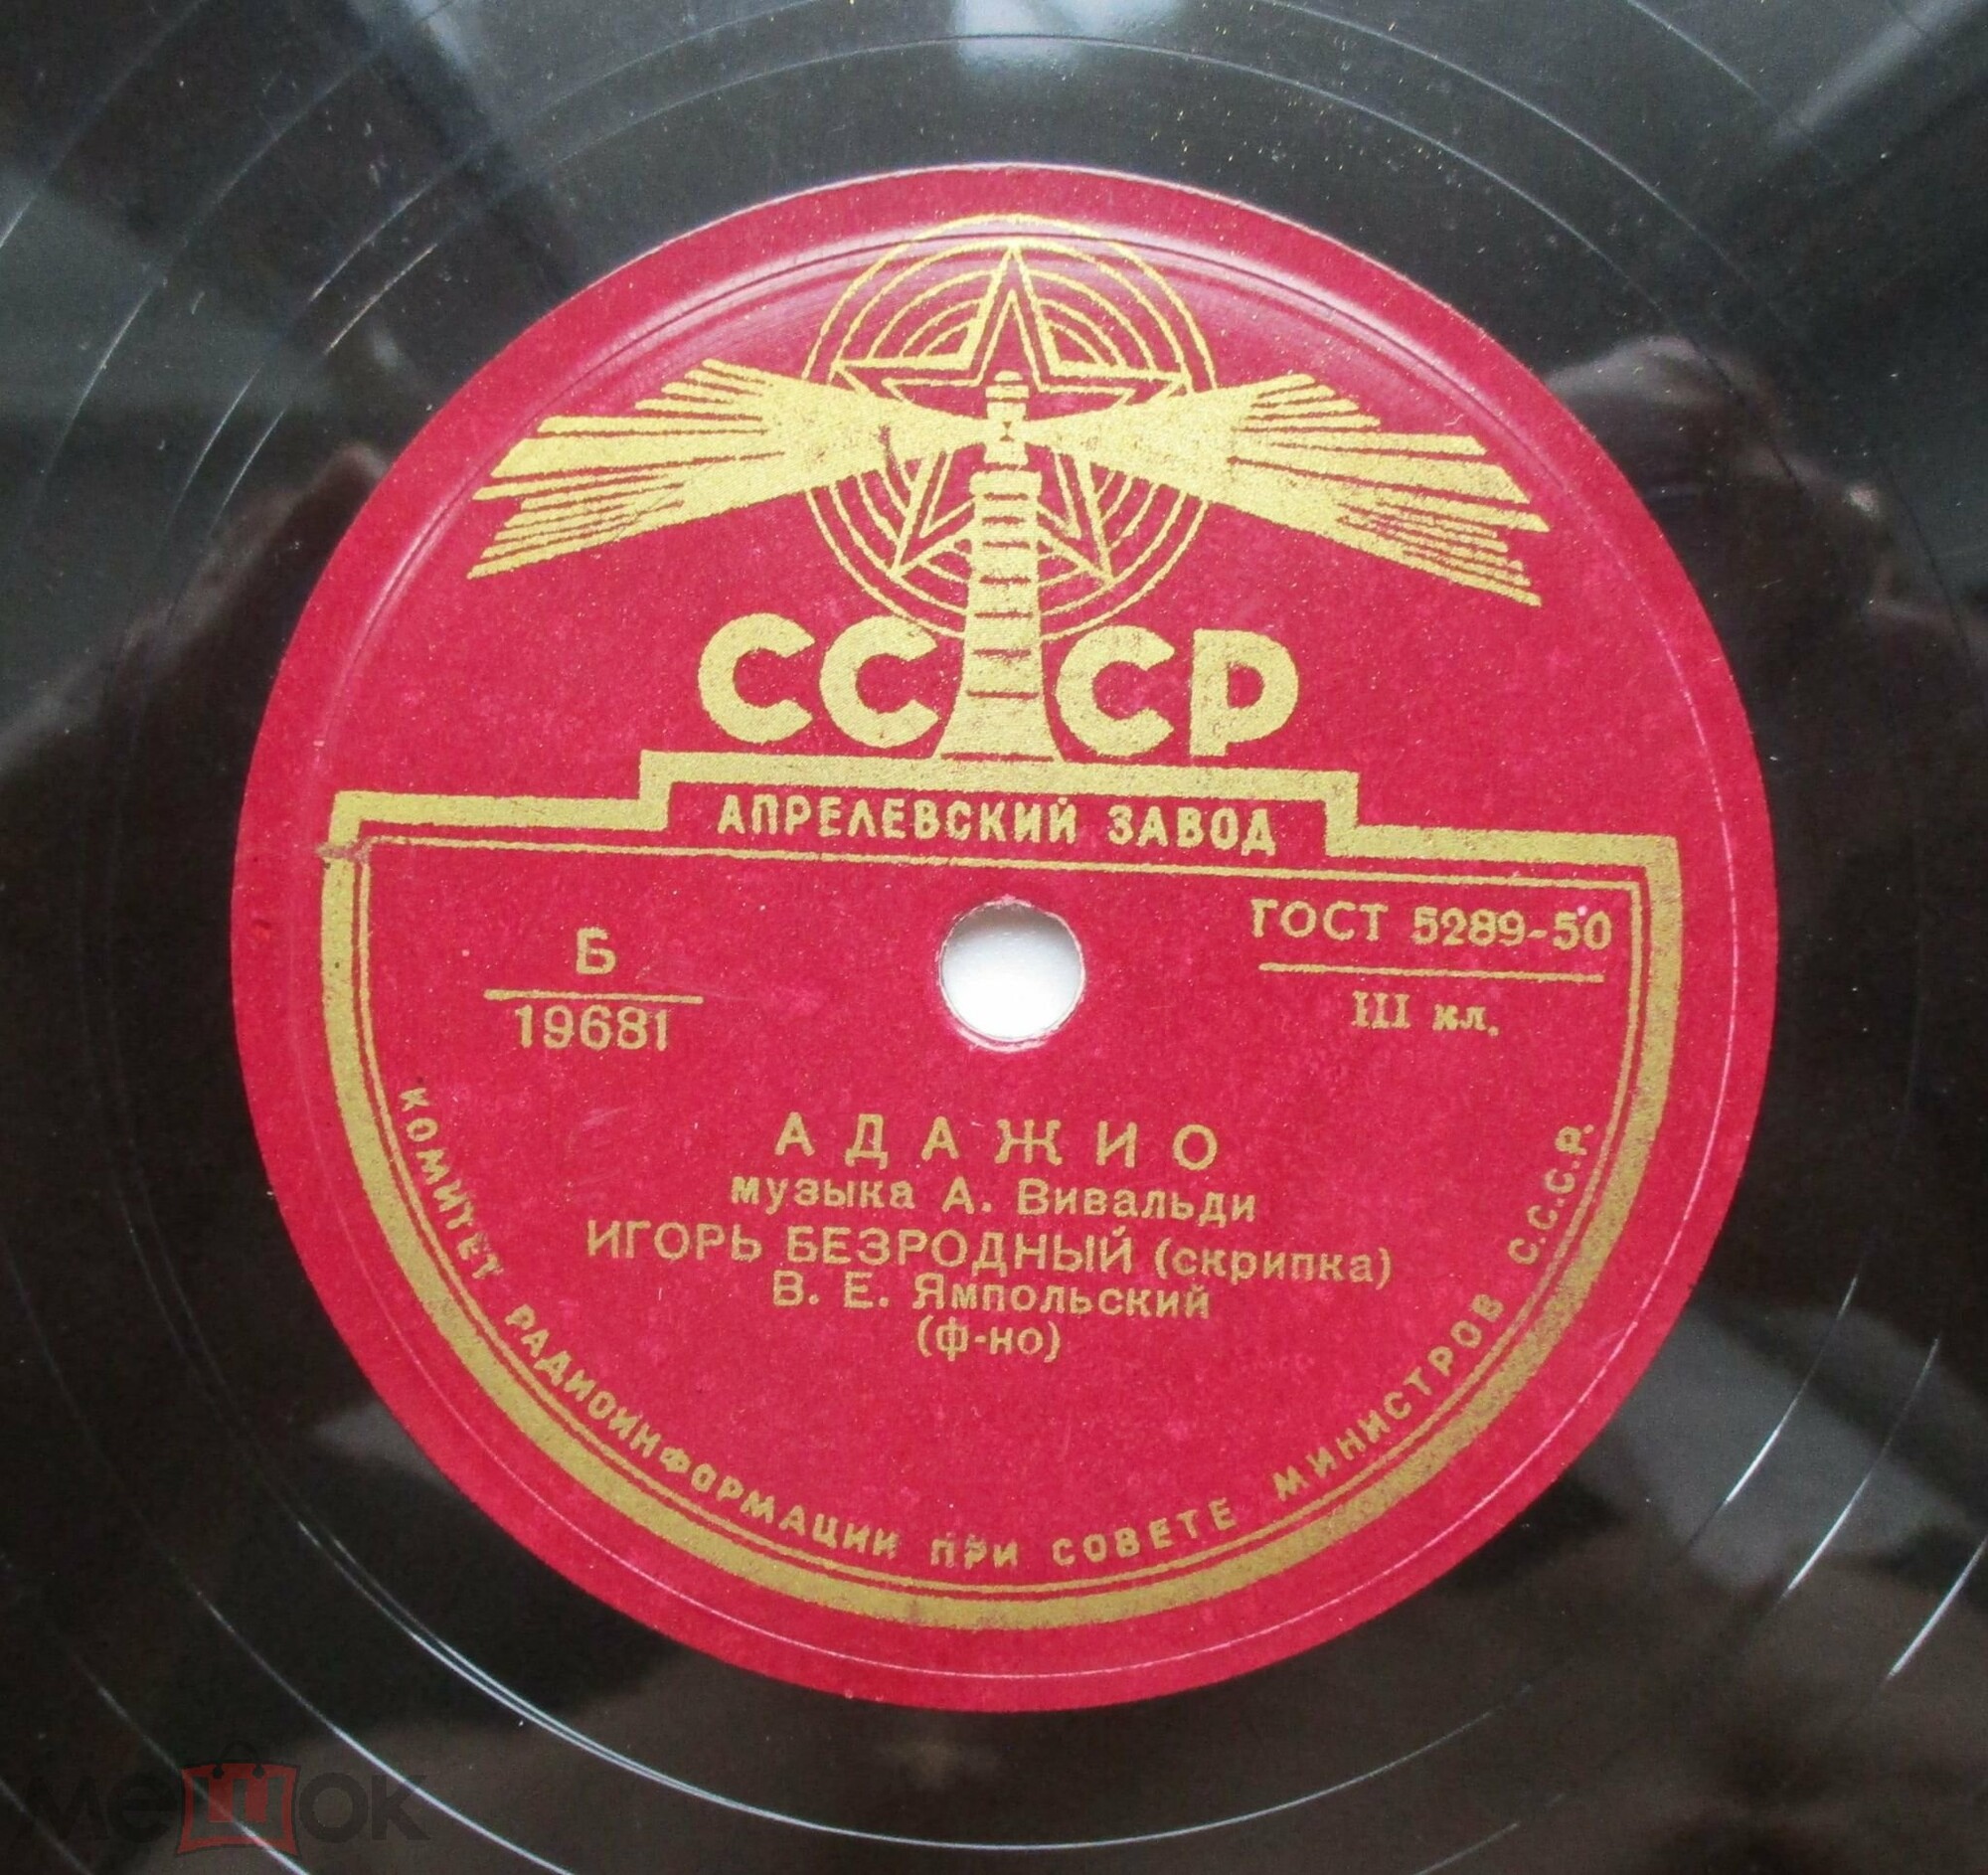 СССР
АПРЕЛЕВСКИЙ ЗАВОД
ГОСТ 5289-50
III кл.
Б
19681
АДАЖИО
музыка А. Вивальди
ИГОРЬ БЕЗРОДНЫЙ (скрипка)
В. Е. Ямпольский
(ф-но)
КОМИТЕТ РАДИОИНФОРМАЦИИ ПРИ СОВЕТЕ МИНИСТРОВ С.С.С.Р.
мешок